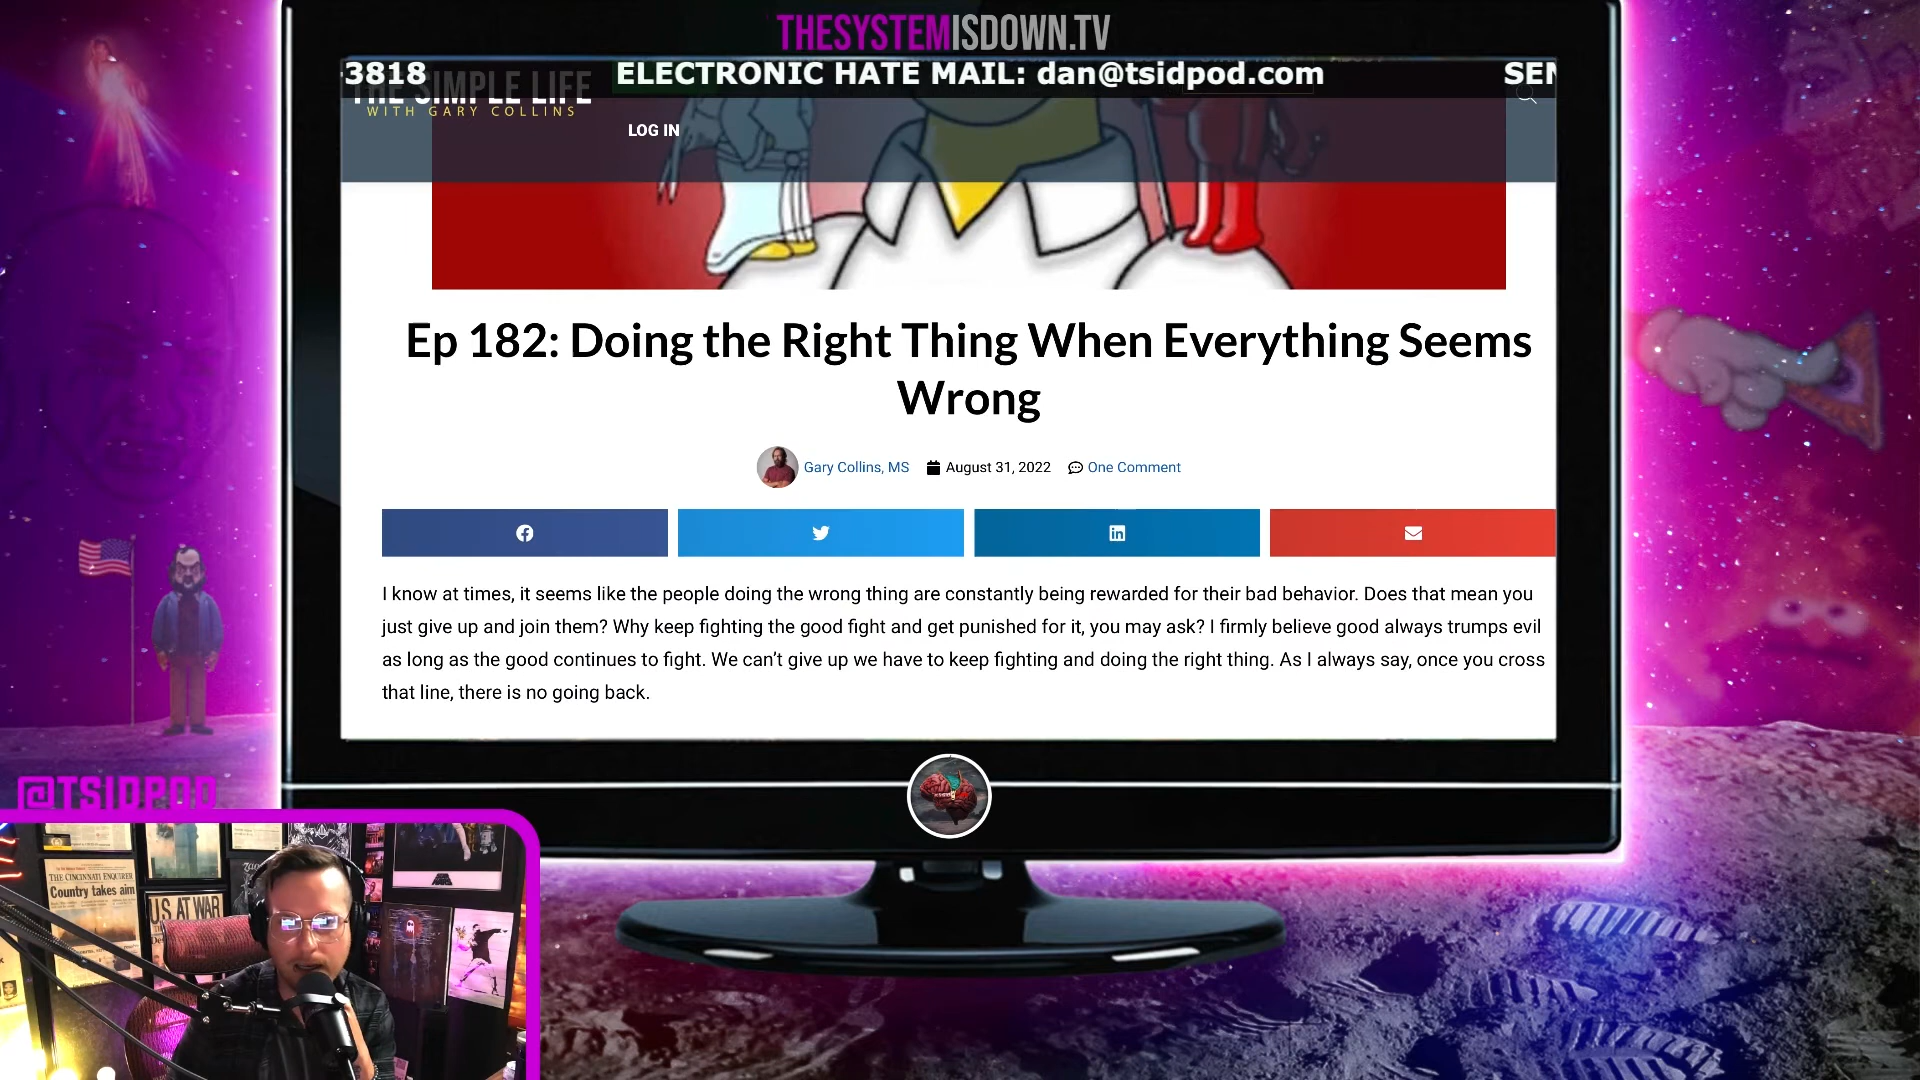 THESYSTEMISDOWN.TV
3818 ELECTRONIC HATE MAIL: dan@tsidpod.com SEN
THE SIMPLE LIFE
WITH GARY COLLINS
LOG IN
Ep 182: Doing the Right Thing When Everything Seems
Wrong
Gary Collins, MS August 31, 2022 One Comment
I know at times, it seems like the people doing the wrong thing are constantly being rewarded for their bad behavior. Does that mean you
just give up and join them? Why keep fighting the good fight and get punished for it, you may ask? I firmly believe good always trumps evil
as long as the good continues to fight. We can’t give up we have to keep fighting and doing the right thing. As I always say, once you cross
that line, there is no going back.
@TSIDPOD
THE CINCINNATI ENQUIRER
Country takes aim
U.S AT WAR